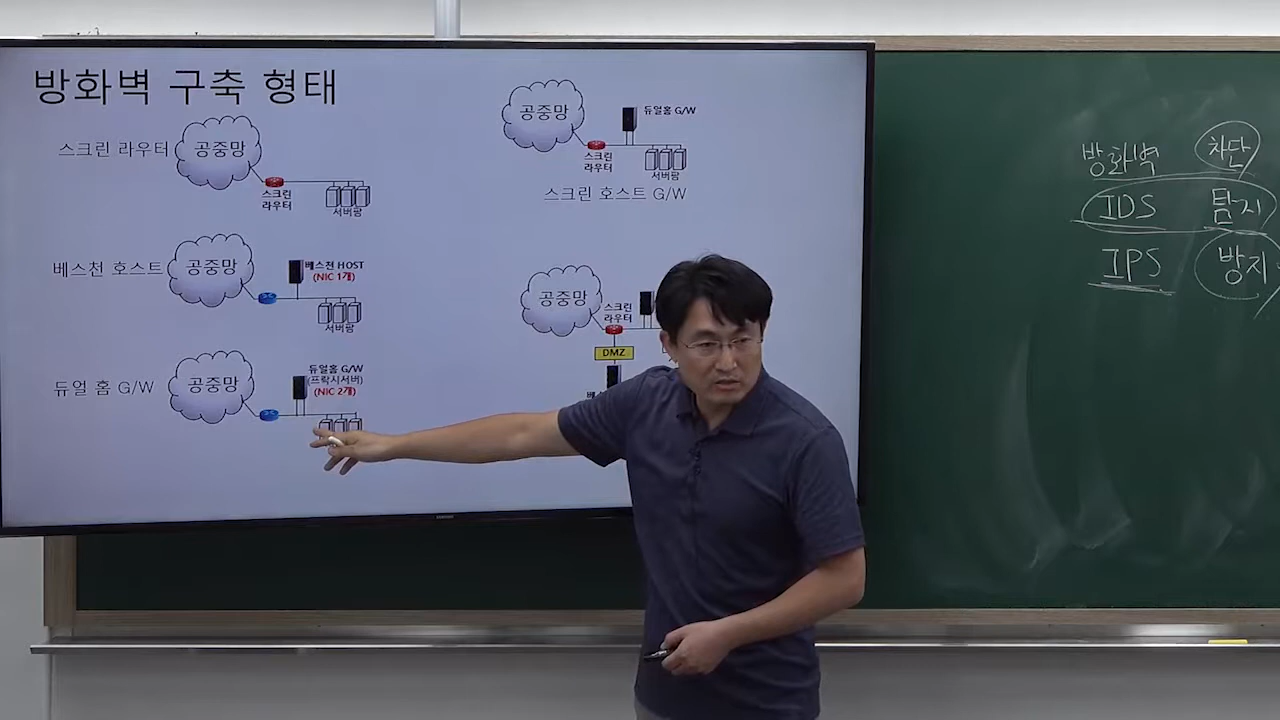 방화벽 구축 형태
스크린 라우터
공중망
스크린
라우터
서버팜
베스천 호스트
공중망
베스천 HOST
(NIC 1개)
서버팜
듀얼 홈 G/W
공중망
듀얼홈 G/W
(프락시서버)
(NIC 2개)
공중망
듀얼홈 G/W
스크린
라우터
서버팜
스크린 호스트 G/W
공중망
스크린
라우터
DMZ
방화벽 차단
IDS 탐지
IPS 방지